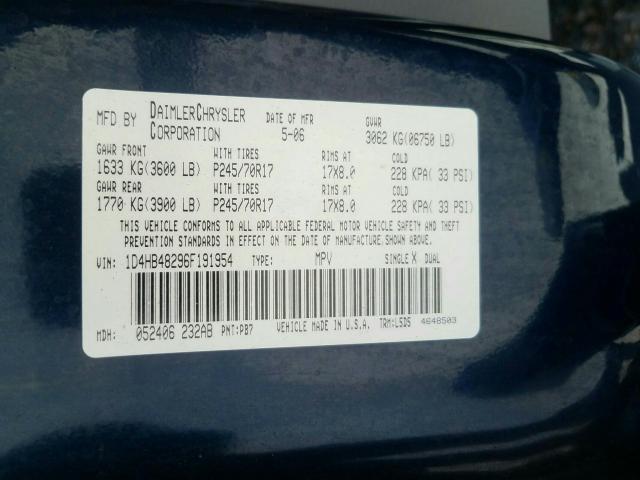 MFD BY DAIMLERCHRYSLER CORPORATION DATE OF MFR 5-06 GVWR 3062 KG(06750 LB)
GAWR FRONT WITH TIRES RIMS AT COLD
1633 KG(3600 LB) P245/70R17 17X8.0 228 KPA( 33 PSI)
GAWR REAR WITH TIRES RIMS AT COLD
1770 KG(3900 LB) P245/70R17 17X8.0 228 KPA( 33 PSI)
THIS VEHICLE CONFORMS TO ALL APPLICABLE FEDERAL MOTOR VEHICLE SAFETY AND THEFT
PREVENTION STANDARDS IN EFFECT ON THE DATE OF MANUFACTURE SHOWN ABOVE.
VIN: 1D4HB48296F191954 TYPE: MPV SINGLE X DUAL
MDH: 052406 232AB PNT:PB7 VEHICLE MADE IN U.S.A. TRM:L5D5 4648503